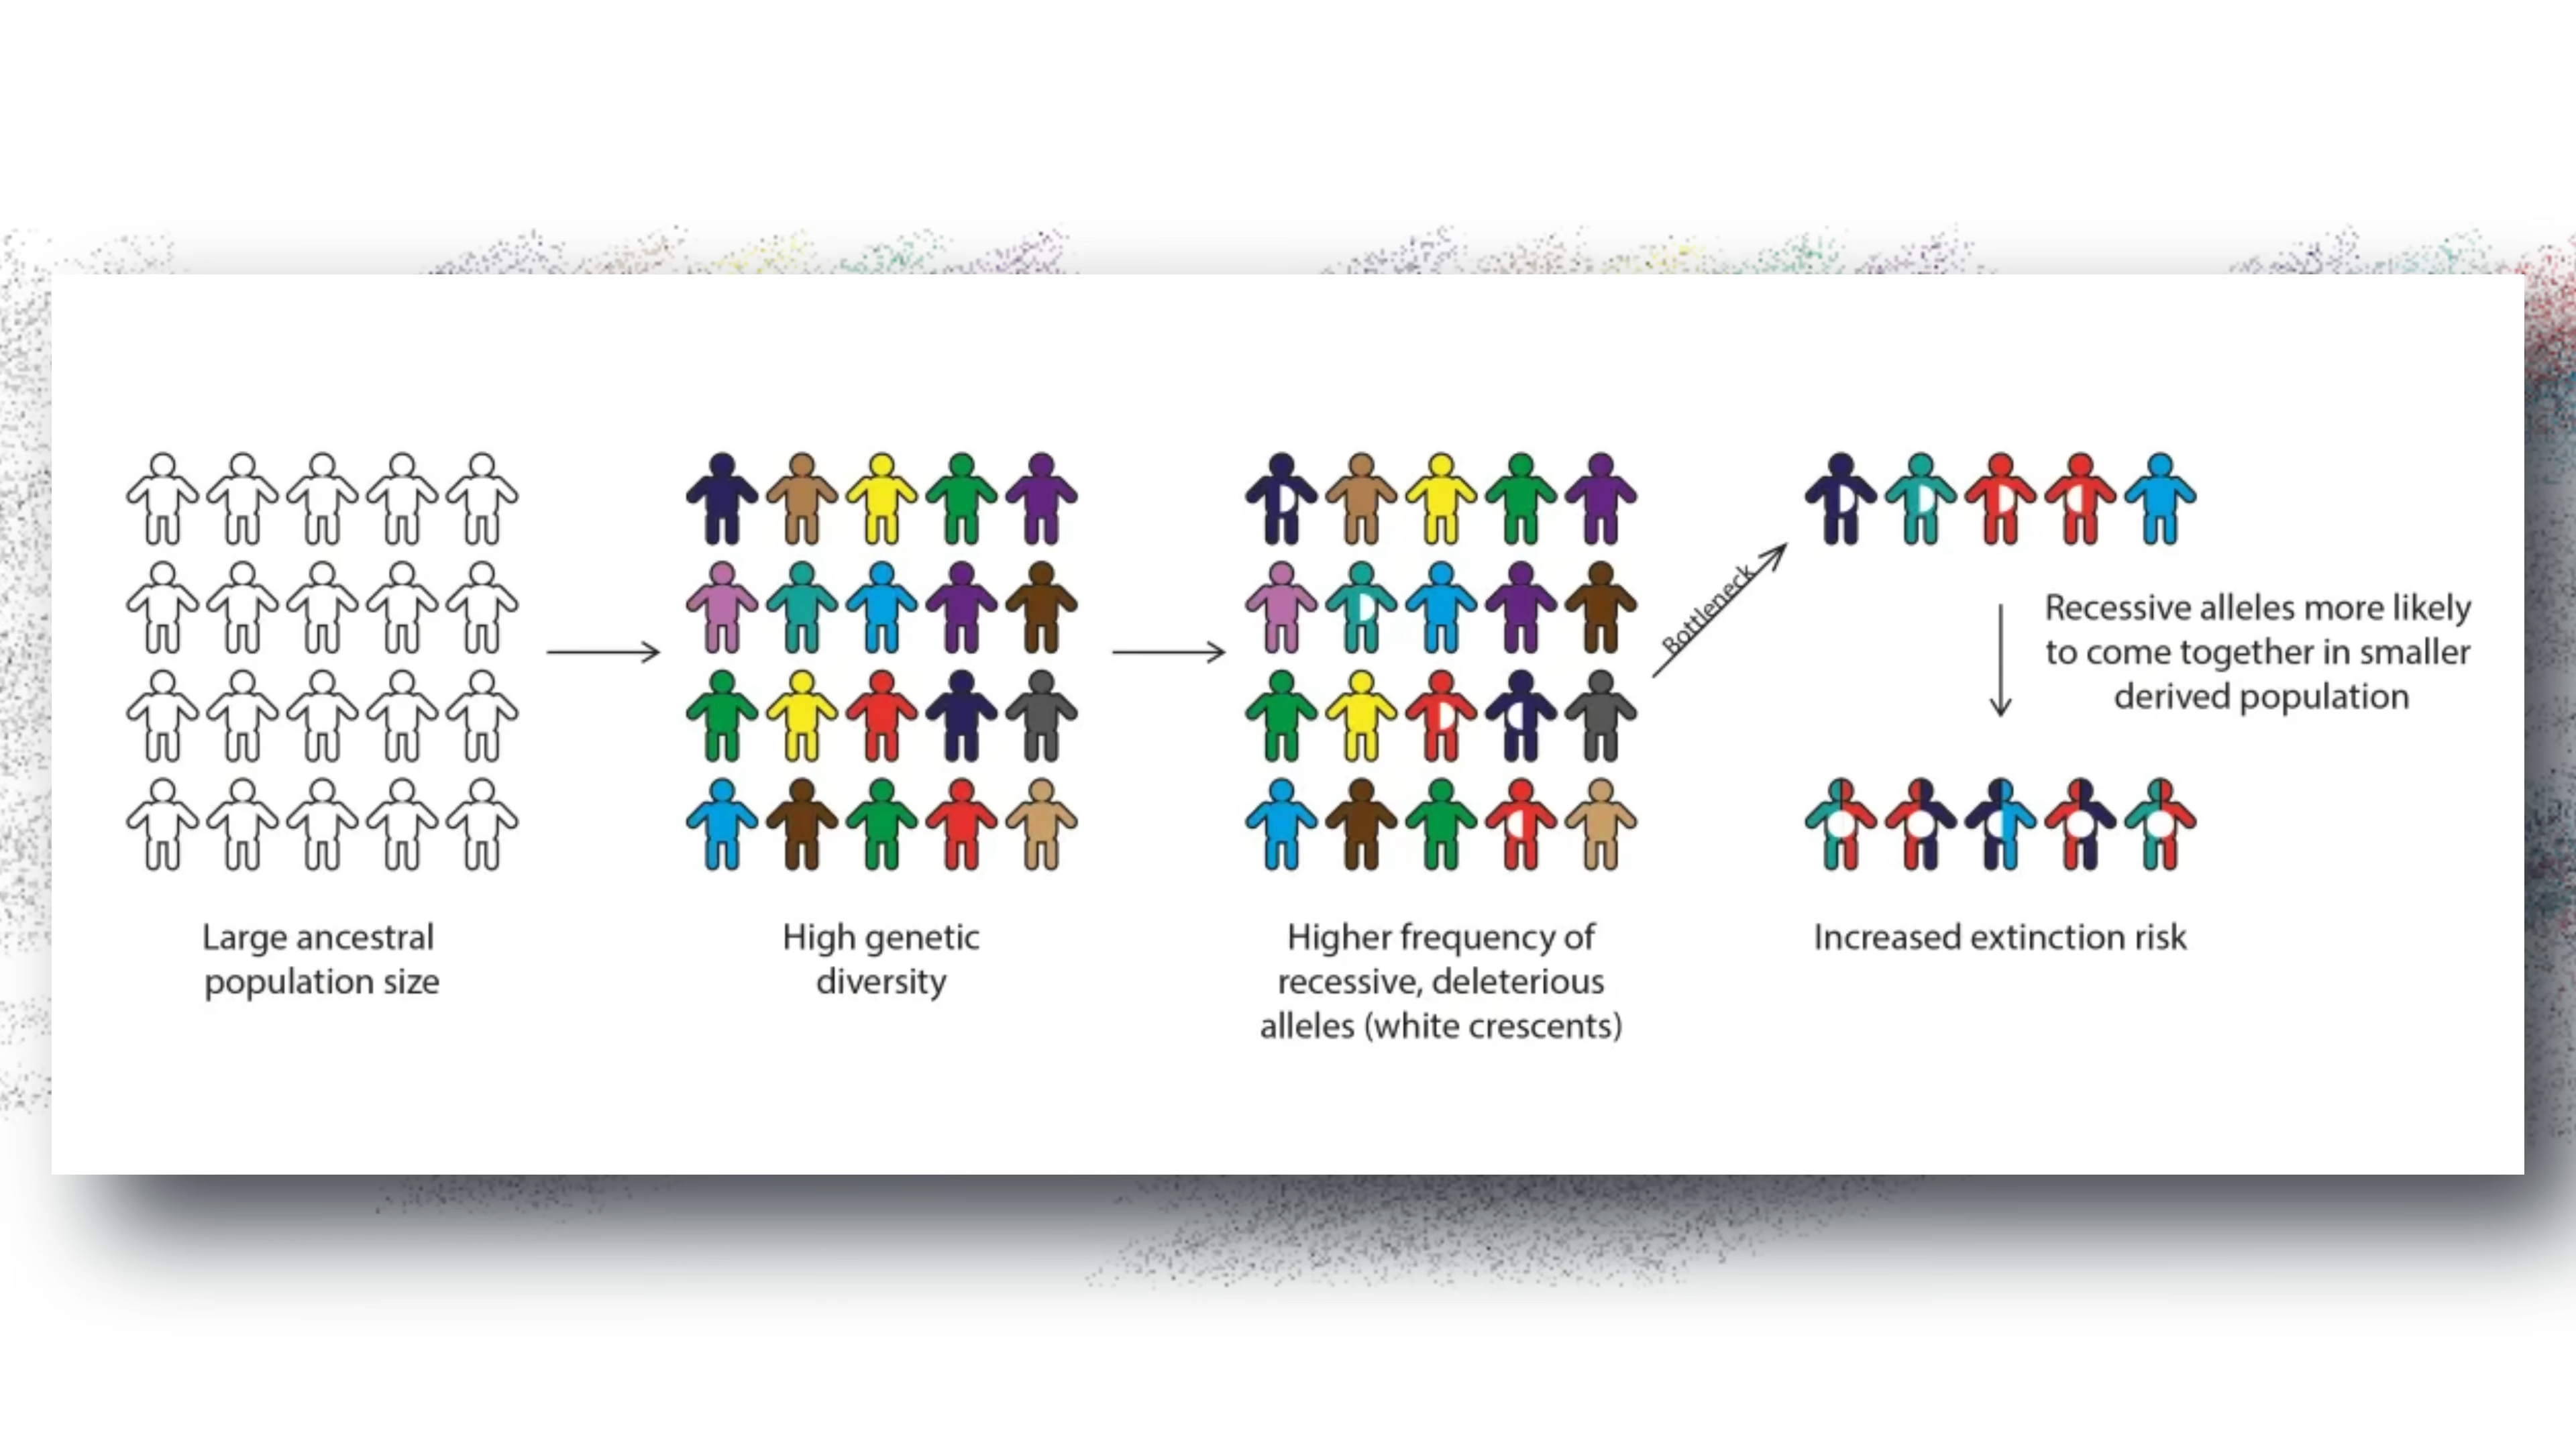 Large ancestral
population size
High genetic
diversity
Higher frequency of
recessive, deleterious
alleles (white crescents)
Bottleneck
Recessive alleles more likely
to come together in smaller
derived population
Increased extinction risk